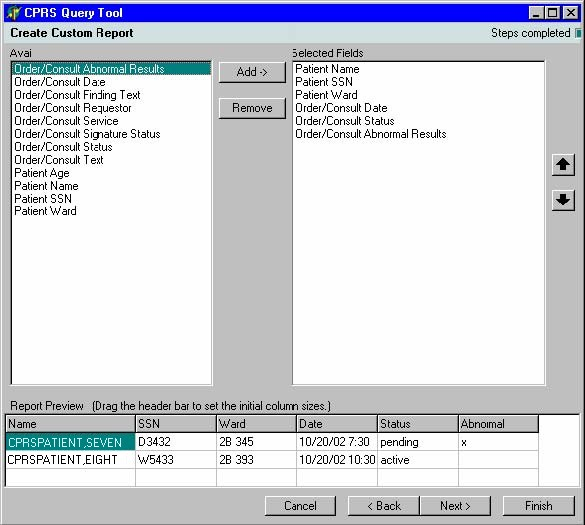 CPRS Query Tool
Create Custom Report
Steps completed
Avai
Selected Fields
Order/Consult Abnormal Results
Order/Consult Date
Order/Consult Finding Text
Order/Consult Requestor
Order/Consult Service
Order/Consult Signature Status
Order/Consult Status
Order/Consult Text
Patient Age
Patient Name
Patient SSN
Patient Ward
Add ->
Remove
Patient Name
Patient SSN
Patient Ward
Order/Consult Date
Order/Consult Status
Order/Consult Abnormal Results
Report Preview (Drag the header bar to set the initial column sizes.)
Name SSN Ward Date Status Abnormal
CPRSPATIENT,SEVEN D3432 2B 345 10/20/02 7:30 pending x
CPRSPATIENT,EIGHT W5433 2B 393 10/20/02 10:30 active
Cancel < Back Next > Finish